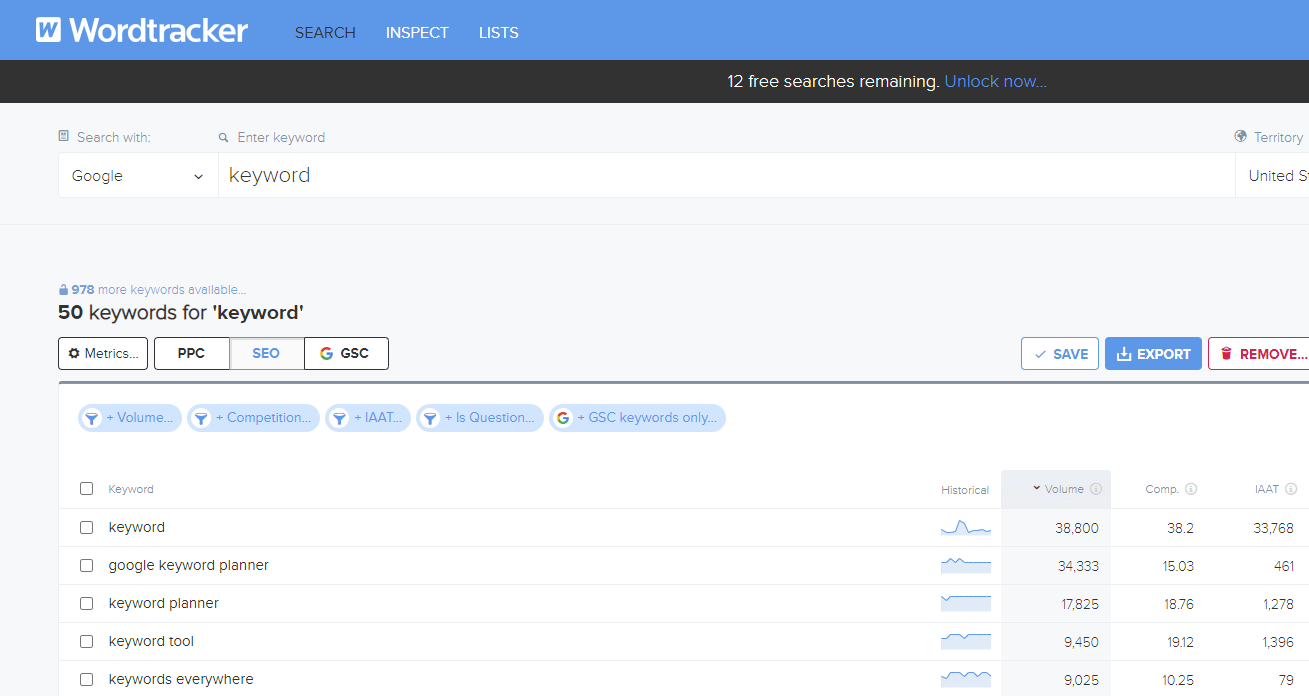 W Wordtracker SEARCH INSPECT LISTS
12 free searches remaining. Unlock now...
Search with: Enter keyword Territory
Google keyword United St
978 more keywords available...
50 keywords for 'keyword'
Metrics... PPC SEO G GSC SAVE EXPORT REMOVE...
+ Volume... + Competition... + IAAT... + Is Question... G + GSC keywords only...
Keyword Historical Volume Comp. IAAT
keyword 38,800 38.2 33,768
google keyword planner 34,333 15.03 461
keyword planner 17,825 18.76 1,278
keyword tool 9,450 19.12 1,396
keywords everywhere 9,025 10.25 79